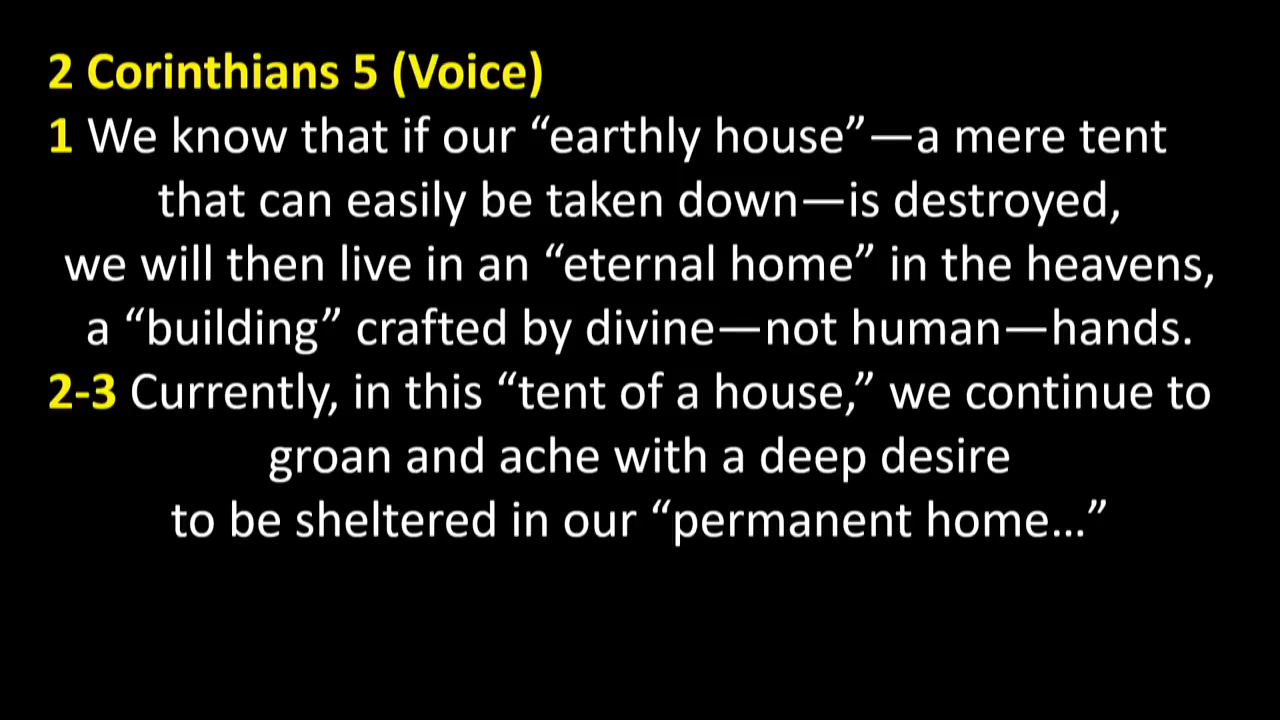 2 Corinthians 5 (Voice)
1 We know that if our “earthly house”—a mere tent
that can easily be taken down—is destroyed,
we will then live in an “eternal home” in the heavens,
a “building” crafted by divine—not human—hands.
2-3 Currently, in this “tent of a house,” we continue to
groan and ache with a deep desire
to be sheltered in our “permanent home…”